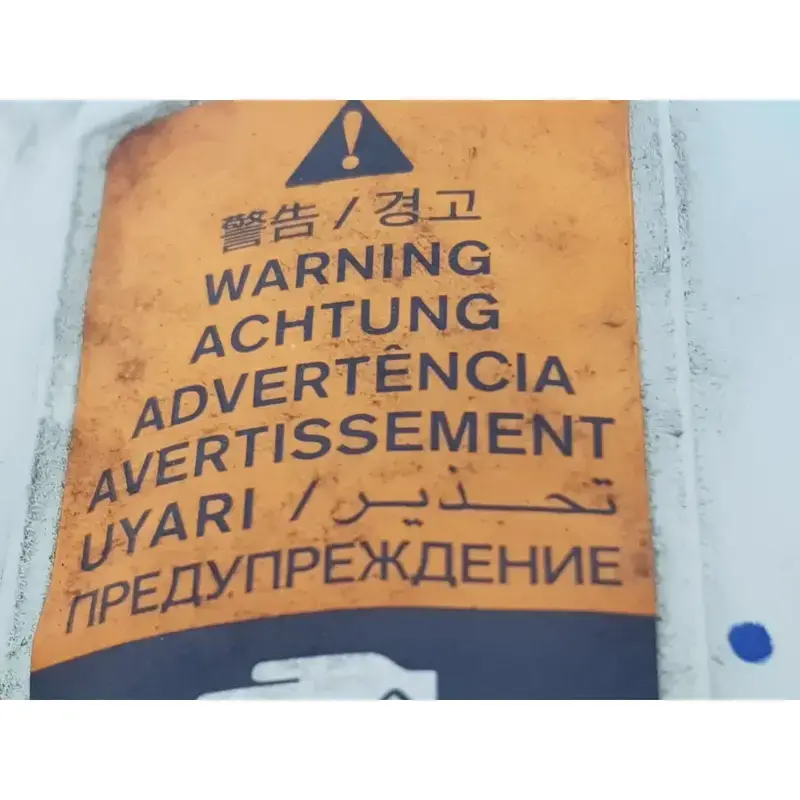 警告 / 경고
WARNING
ACHTUNG
ADVERTÊNCIA
AVERTISSEMENT
UYARI / تحذير
ПРЕДУПРЕЖДЕНИЕ